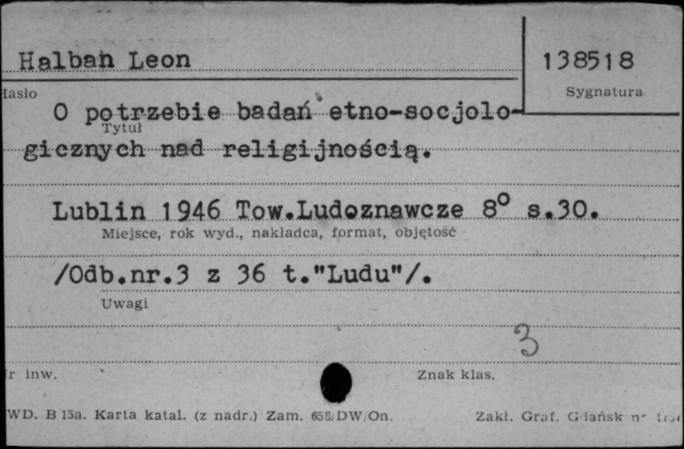 Halban Leon
138518
Hasło
Sygnatura
O potrzebie badań etno-socjolo-
Tytuł
gicznych nad religijnością.
Lublin 1946 Tow.Ludoznawcze 8° s.30.
Miejsce, rok wyd., nakładca, format, objętość
/Odb.nr.3 z 36 t."Ludu"/.
Uwagi
3
r inw.
Znak klas.
WD. B 15a. Karta katal. (z nadr.) Zam. 658/DW/On.
Zakł. Graf. Gdańsk